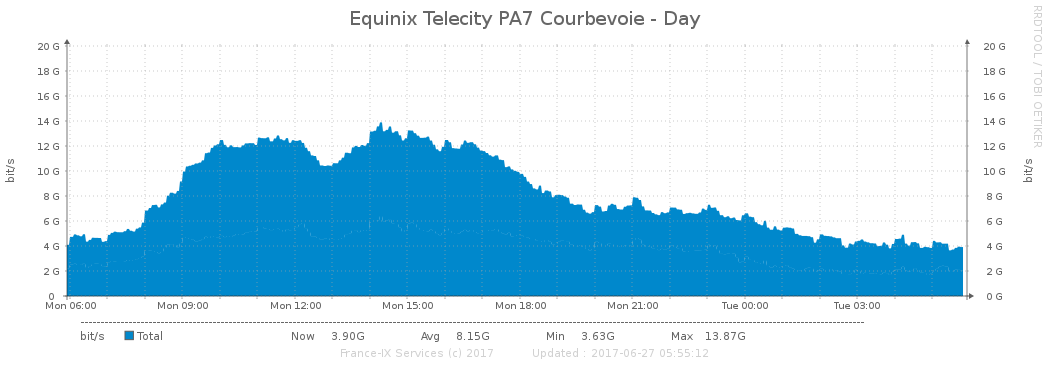 Equinix Telecity PA7 Courbevoie - Day
RRDTOOL / TOBI OETIKER
bit/s
20 G 20 G
18 G 18 G
16 G 16 G
14 G 14 G
12 G 12 G
10 G 10 G
8 G 8 G
6 G 6 G
4 G 4 G
2 G 2 G
0 0 G
bit/s
Mon 06:00 Mon 09:00 Mon 12:00 Mon 15:00 Mon 18:00 Mon 21:00 Tue 00:00 Tue 03:00
bit/s Total Now 3.90G Avg 8.15G Min 3.63G Max 13.87G
France-IX Services (c) 2017 Updated : 2017-06-27 05:55:12